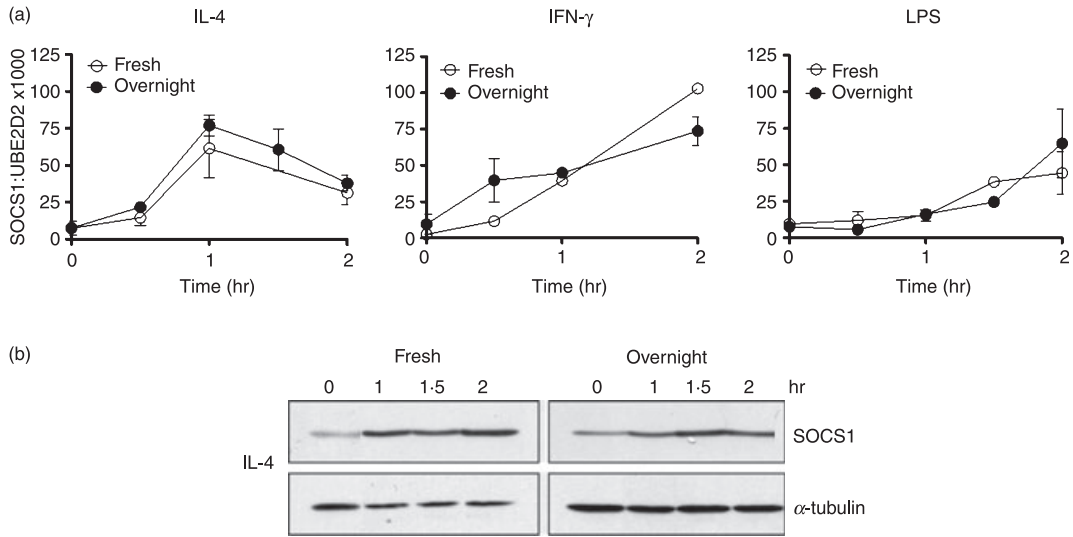 (a)
IL-4
IFN-γ
LPS
SOCS1:UBE2D2 x1000
125
100
75
50
25
0
Fresh
Overnight
0 1 2
Time (hr)
125
100
75
50
25
0
Fresh
Overnight
0 1 2
Time (hr)
125
100
75
50
25
0
Fresh
Overnight
0 1 2
Time (hr)
(b)
Fresh
Overnight
0 1 1·5 2
0 1 1·5 2 hr
IL-4
SOCS1
α-tubulin